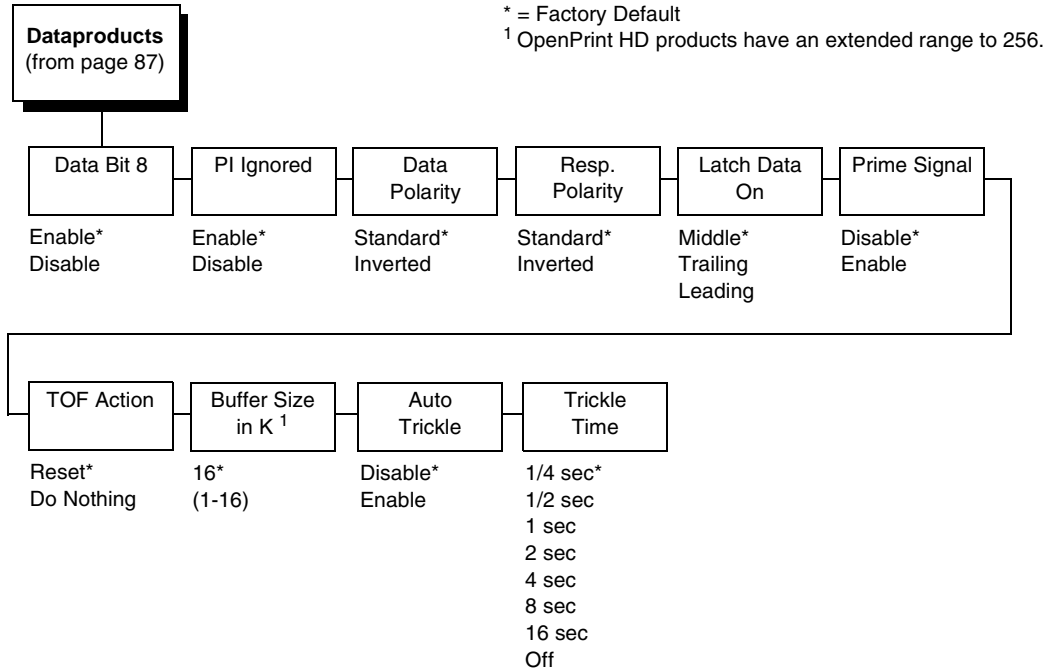 Dataproducts
(from page 87)
* = Factory Default
1 OpenPrint HD products have an extended range to 256.
Data Bit 8
Enable*
Disable
PI Ignored
Enable*
Disable
Data
Polarity
Standard*
Inverted
Resp.
Polarity
Standard*
Inverted
Latch Data
On
Middle*
Trailing
Leading
Prime Signal
Disable*
Enable
TOF Action
Reset*
Do Nothing
Buffer Size
in K 1
16*
(1-16)
Auto
Trickle
Disable*
Enable
Trickle
Time
1/4 sec*
1/2 sec
1 sec
2 sec
4 sec
8 sec
16 sec
Off